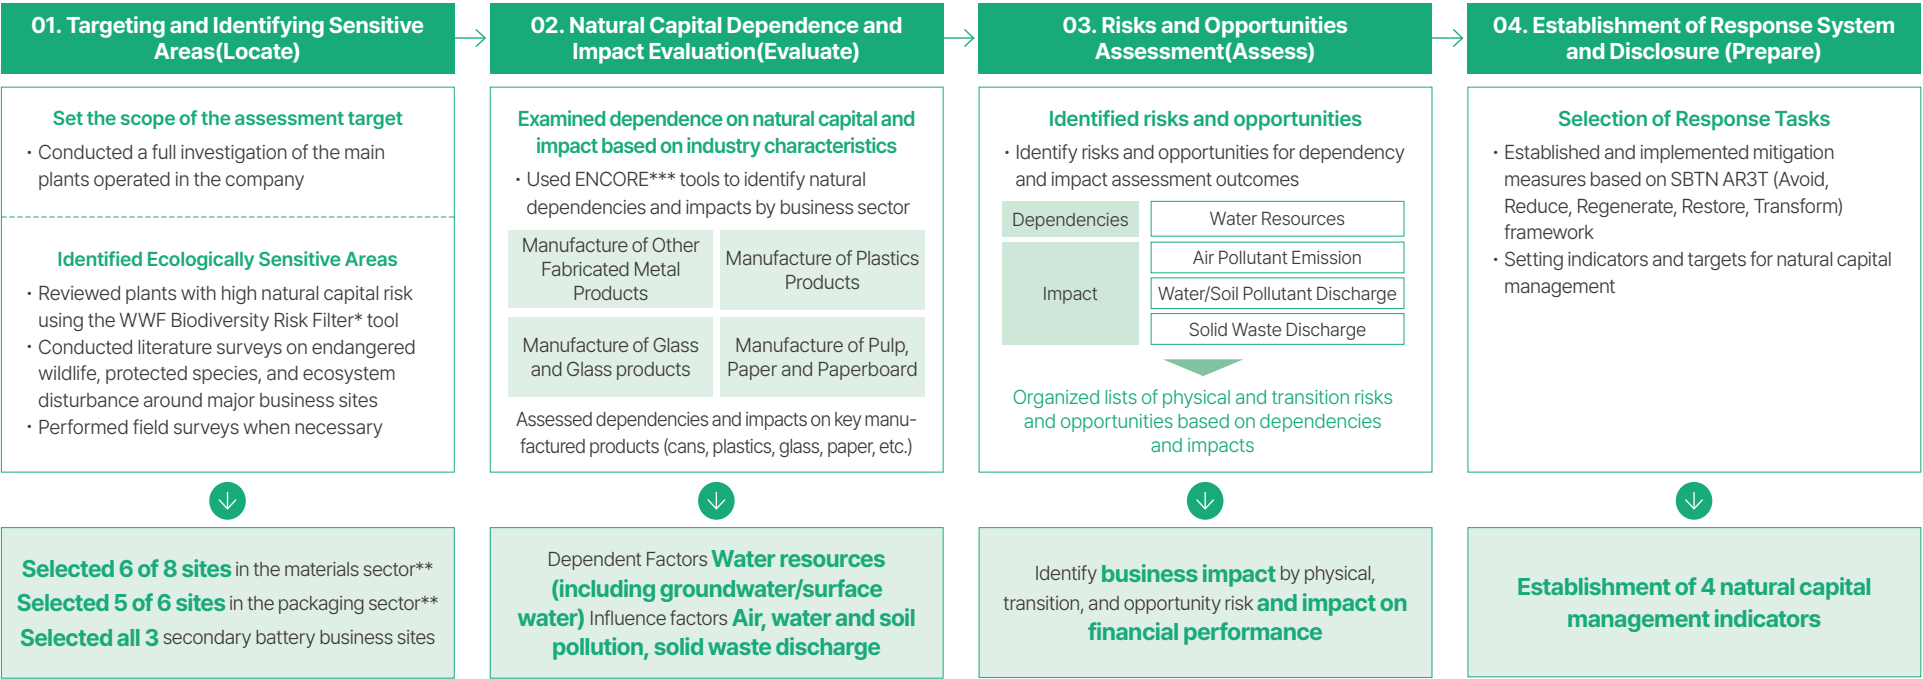 01. Targeting and Identifying Sensitive
Areas(Locate)
Set the scope of the assessment target
· Conducted a full investigation of the main
plants operated in the company
Identified Ecologically Sensitive Areas
· Reviewed plants with high natural capital risk
using the WWF Biodiversity Risk Filter* tool
· Conducted literature surveys on endangered
wildlife, protected species, and ecosystem
disturbance around major business sites
· Performed field surveys when necessary
Selected 6 of 8 sites in the materials sector**
Selected 5 of 6 sites in the packaging sector**
Selected all 3 secondary battery business sites
02. Natural Capital Dependence and
Impact Evaluation(Evaluate)
Examined dependence on natural capital and
impact based on industry characteristics
· Used ENCORE*** tools to identify natural
dependencies and impacts by business sector
Manufacture of Other
Fabricated Metal
Products
Manufacture of Plastics
Products
Manufacture of Glass
and Glass products
Manufacture of Pulp,
Paper and Paperboard
Assessed dependencies and impacts on key manu-
factured products (cans, plastics, glass, paper, etc.)
Dependent Factors Water resources
(including groundwater/surface
water) Influence factors Air, water and soil
pollution, solid waste discharge
03. Risks and Opportunities
Assessment(Assess)
Identified risks and opportunities
· Identify risks and opportunities for dependency
and impact assessment outcomes
Dependencies
Water Resources
Impact
Air Pollutant Emission
Water/Soil Pollutant Discharge
Solid Waste Discharge
Organized lists of physical and transition risks
and opportunities based on dependencies
and impacts
Identify business impact by physical,
transition, and opportunity risk and impact on
financial performance
04. Establishment of Response System
and Disclosure (Prepare)
Selection of Response Tasks
· Established and implemented mitigation
measures based on SBTN AR3T (Avoid,
Reduce, Regenerate, Restore, Transform)
framework
· Setting indicators and targets for natural capital
management
Establishment of 4 natural capital
management indicators